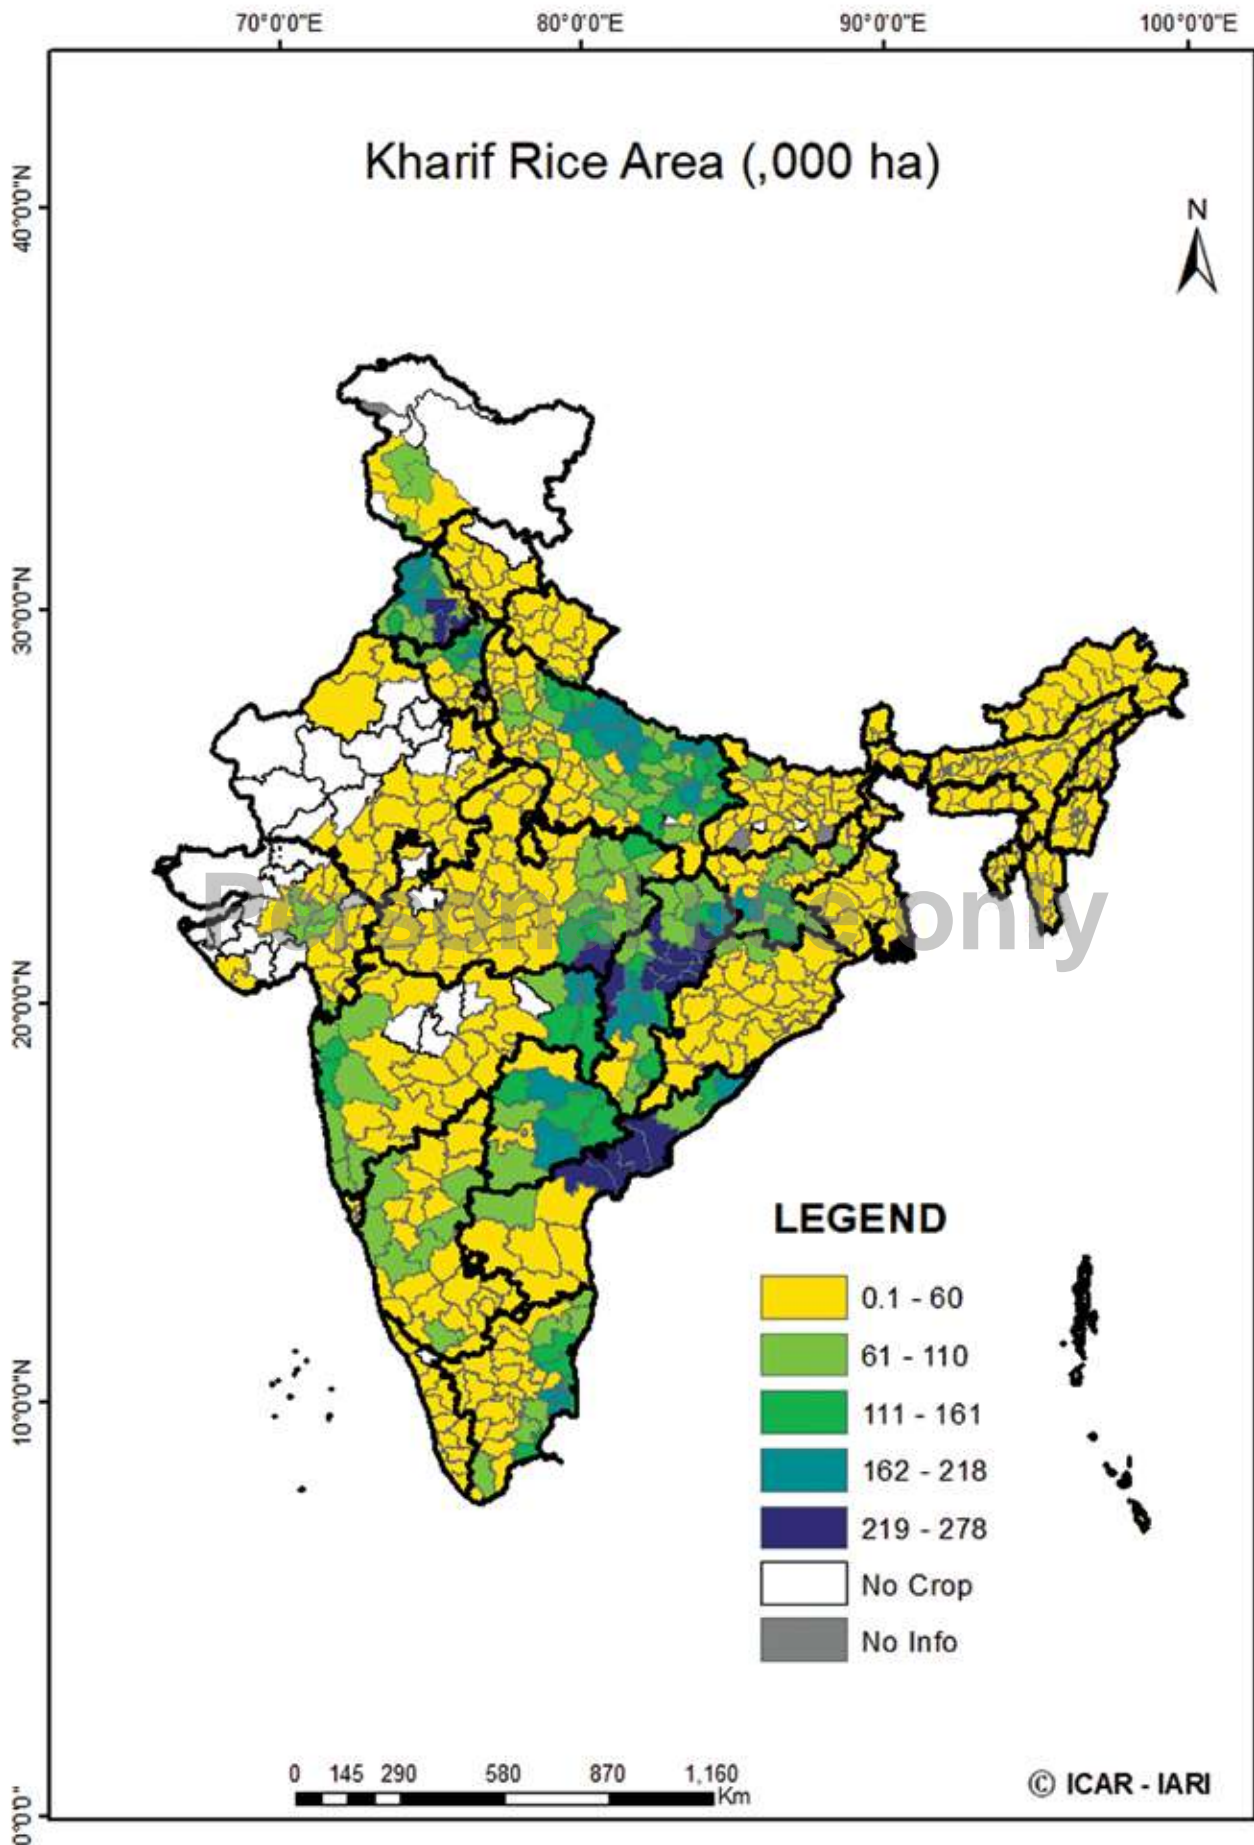 70°0'0"E 80°0'0"E 90°0'0"E 100°0'0"E
Kharif Rice Area (,000 ha)
N
40°0'0"N
30°0'0"N
20°0'0"N
10°0'0"N
0°0'0"
Personal use only
LEGEND
0.1 - 60
61 - 110
111 - 161
162 - 218
219 - 278
No Crop
No Info
0 145 290 580 870 1,160
Km
© ICAR - IARI